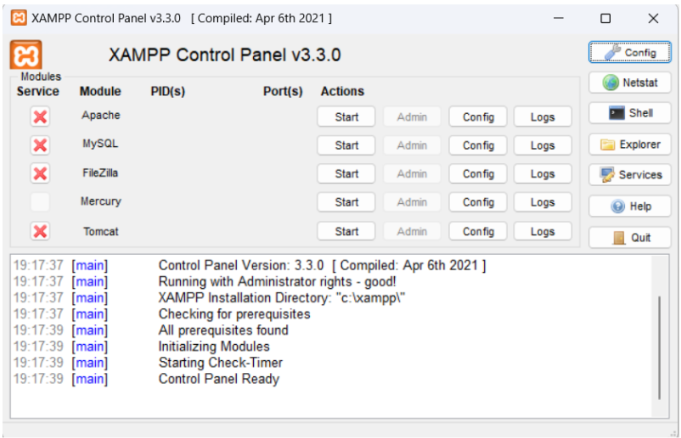 XAMPP Control Panel v3.3.0 [ Compiled: Apr 6th 2021 ]
XAMPP Control Panel v3.3.0
Config
Modules
Service Module PID(s) Port(s) Actions
Netstat
Apache Start Admin Config Logs
Shell
MySQL Start Admin Config Logs
Explorer
FileZilla Start Admin Config Logs
Services
Mercury Start Admin Config Logs
Help
Tomcat Start Admin Config Logs
Quit
19:17:37 [main] Control Panel Version: 3.3.0 [ Compiled: Apr 6th 2021 ]
19:17:37 [main] Running with Administrator rights - good!
19:17:37 [main] XAMPP Installation Directory: "c:\xampp\"
19:17:37 [main] Checking for prerequisites
19:17:39 [main] All prerequisites found
19:17:39 [main] Initializing Modules
19:17:39 [main] Starting Check-Timer
19:17:39 [main] Control Panel Ready